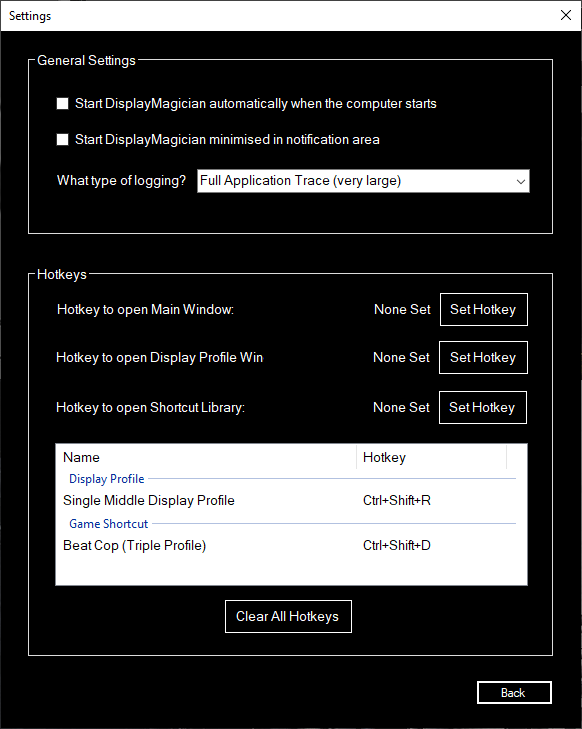 Settings
General Settings
Start DisplayMagician automatically when the computer starts
Start DisplayMagician minimised in notification area
What type of logging? Full Application Trace (very large)
Hotkeys
Hotkey to open Main Window: None Set Set Hotkey
Hotkey to open Display Profile Win None Set Set Hotkey
Hotkey to open Shortcut Library: None Set Set Hotkey
Name Hotkey
Display Profile
Single Middle Display Profile Ctrl+Shift+R
Game Shortcut
Beat Cop (Triple Profile) Ctrl+Shift+D
Clear All Hotkeys
Back